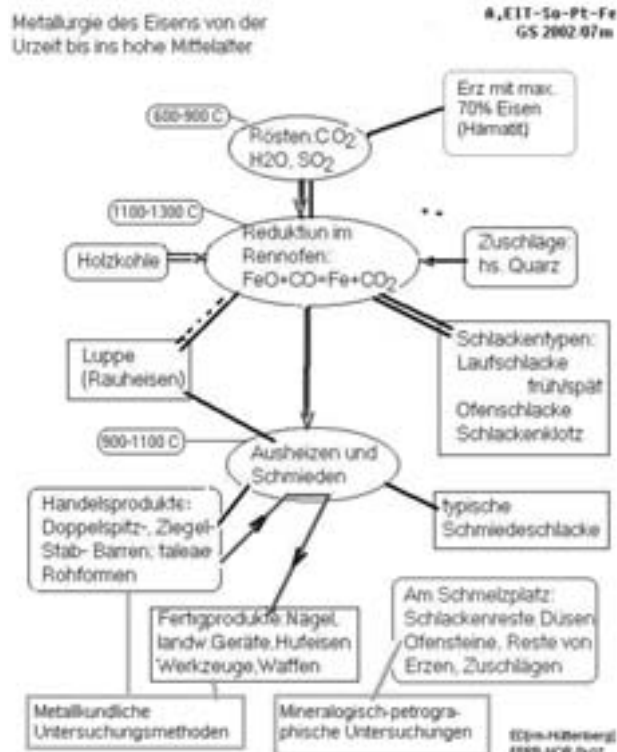 Metallurgie des Eisens von der
Urzeit bis ins hohe Mittelalter
A,EIT-So-Pt-Fe
GS 2002/07m
600-900 C
Rösten:CO2
H2O, SO2
Erz mit max.
70% Eisen
(Hämatit)
1100-1300 C
Reduktion im
Rennofen:
FeO+CO=Fe+CO2
Holzkohle
Zuschläge:
hs. Quarz
Luppe
(Rauheisen)
Schlackentypen:
Laufschlacke
früh/spät
Ofenschlacke
Schlackenklotz
900-1100 C
Ausheizen und
Schmieden
Handelsprodukte:
Doppelspitz-, Ziegel-
Stab- Barren; taleae
Rohformen
typische
Schmiedeschlacke
Fertigprodukte:Nägel,
landw.Geräte,Hufeisen
Werkzeuge,Waffen
Am Schmelzplatz:
Schlackenreste,Düsen
Ofensteine, Reste von
Erzen, Zuschlägen
Metallkundliche
Untersuchungsmethoden
Mineralogisch-petrogra-
phische Untersuchungen